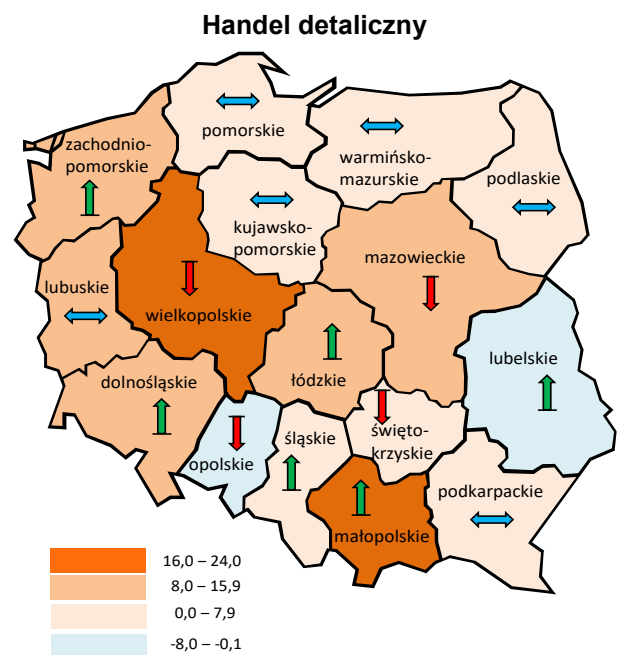 Handel detaliczny
zachodnio-
pomorskie
pomorskie
warmińsko-
mazurskie
podlaskie
kujawsko-
pomorskie
mazowieckie
lubuskie
wielkopolskie
lubelskie
dolnośląskie
łódzkie
opolskie
śląskie
święto-
krzyskie
podkarpackie
małopolskie
16,0 – 24,0
8,0 – 15,9
0,0 – 7,9
-8,0 – -0,1